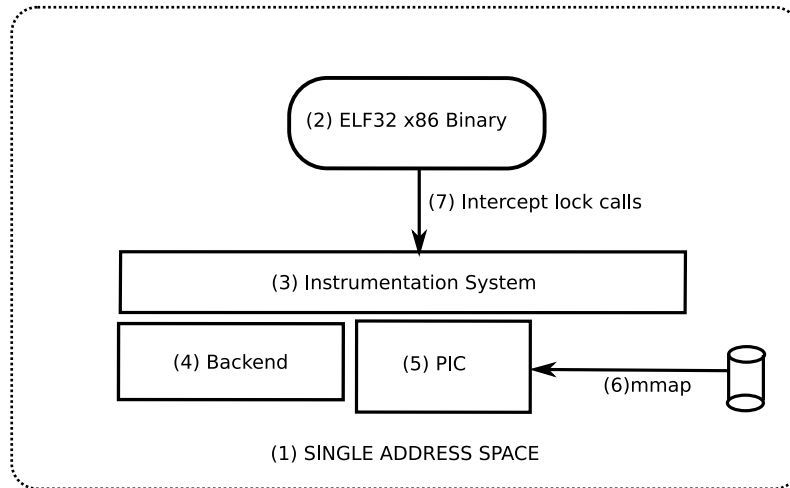 (2) ELF32 x86 Binary
(7) Intercept lock calls
(3) Instrumentation System
(4) Backend
(5) PIC
(6)mmap
(1) SINGLE ADDRESS SPACE